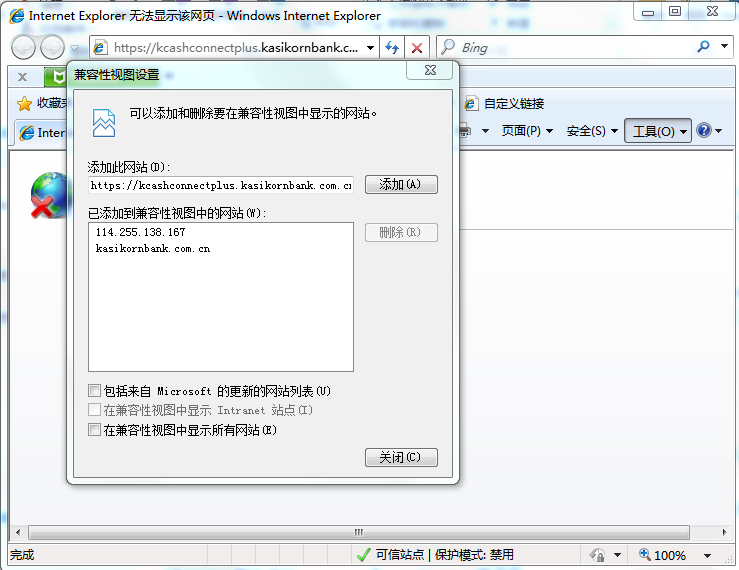 Internet Explorer 无法显示该网页 - Windows Internet Explorer
https://kcashconnectplus.kasikornbank.c...
Bing
兼容性视图设置
收藏夹
自定义链接
Inter
页面(P)
安全(S)
工具(O)
可以添加和删除要在兼容性视图中显示的网站。
添加此网站(D):
https://kcashconnectplus.kasikornbank.com.cn
添加(A)
已添加到兼容性视图中的网站(W):
114.255.138.167
kasikornbank.com.cn
删除(R)
包括来自 Microsoft 的更新的网站列表(U)
在兼容性视图中显示 Intranet 站点(I)
在兼容性视图中显示所有网站(E)
关闭(C)
完成
可信站点 | 保护模式: 禁用
100%